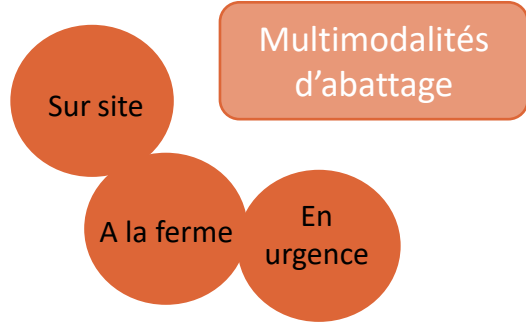 Multimodalités
d'abattage
Sur site
A la ferme
En
urgence